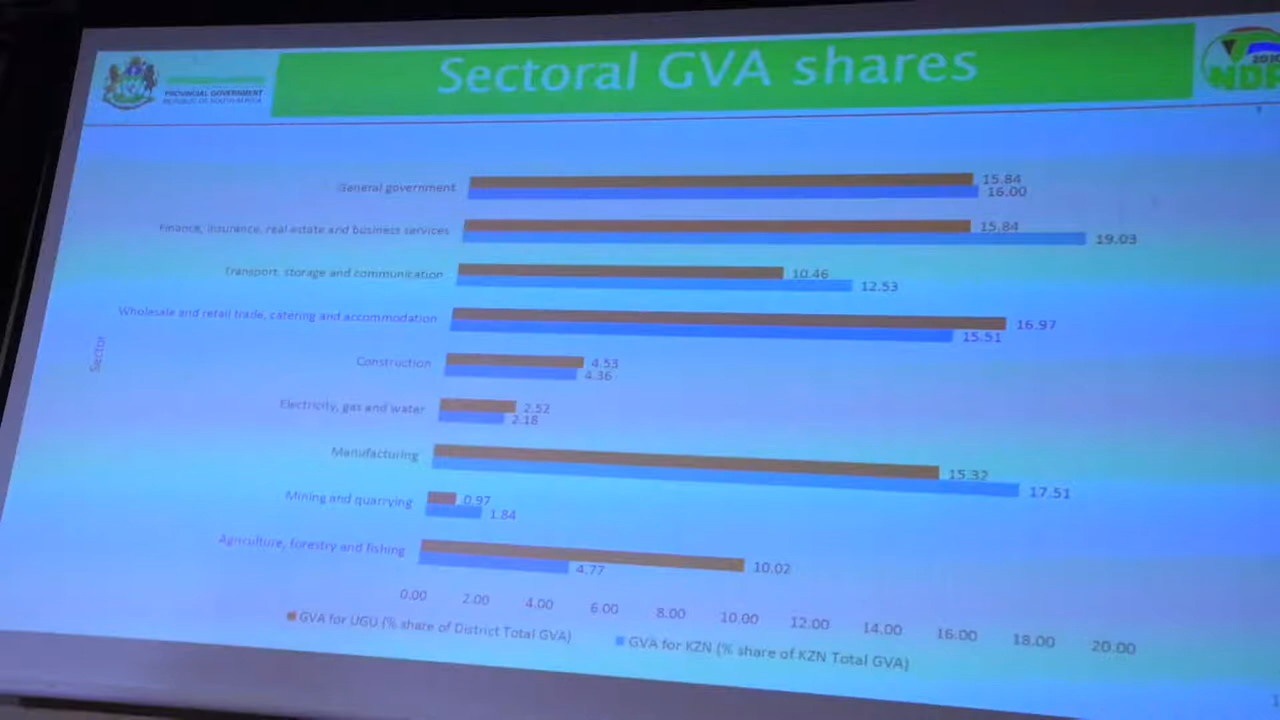 Sectoral GVA shares
PROVINCIAL GOVERNMENT
REPUBLIC OF SOUTH AFRICA
2030
NDP
General government
15.84
16.00
Finance, insurance, real estate and business services
15.84
19.03
Transport, storage and communication
10.46
12.53
Wholesale and retail trade, catering and accommodation
16.97
15.51
Sector
Construction
4.53
4.36
Electricity, gas and water
2.52
2.18
Manufacturing
15.32
17.51
Mining and quarrying
0.97
1.84
Agriculture, forestry and fishing
10.02
4.77
0.00 2.00 4.00 6.00 8.00 10.00 12.00 14.00 16.00 18.00 20.00
GVA for UGU (% share of District Total GVA) GVA for KZN (% share of KZN Total GVA)